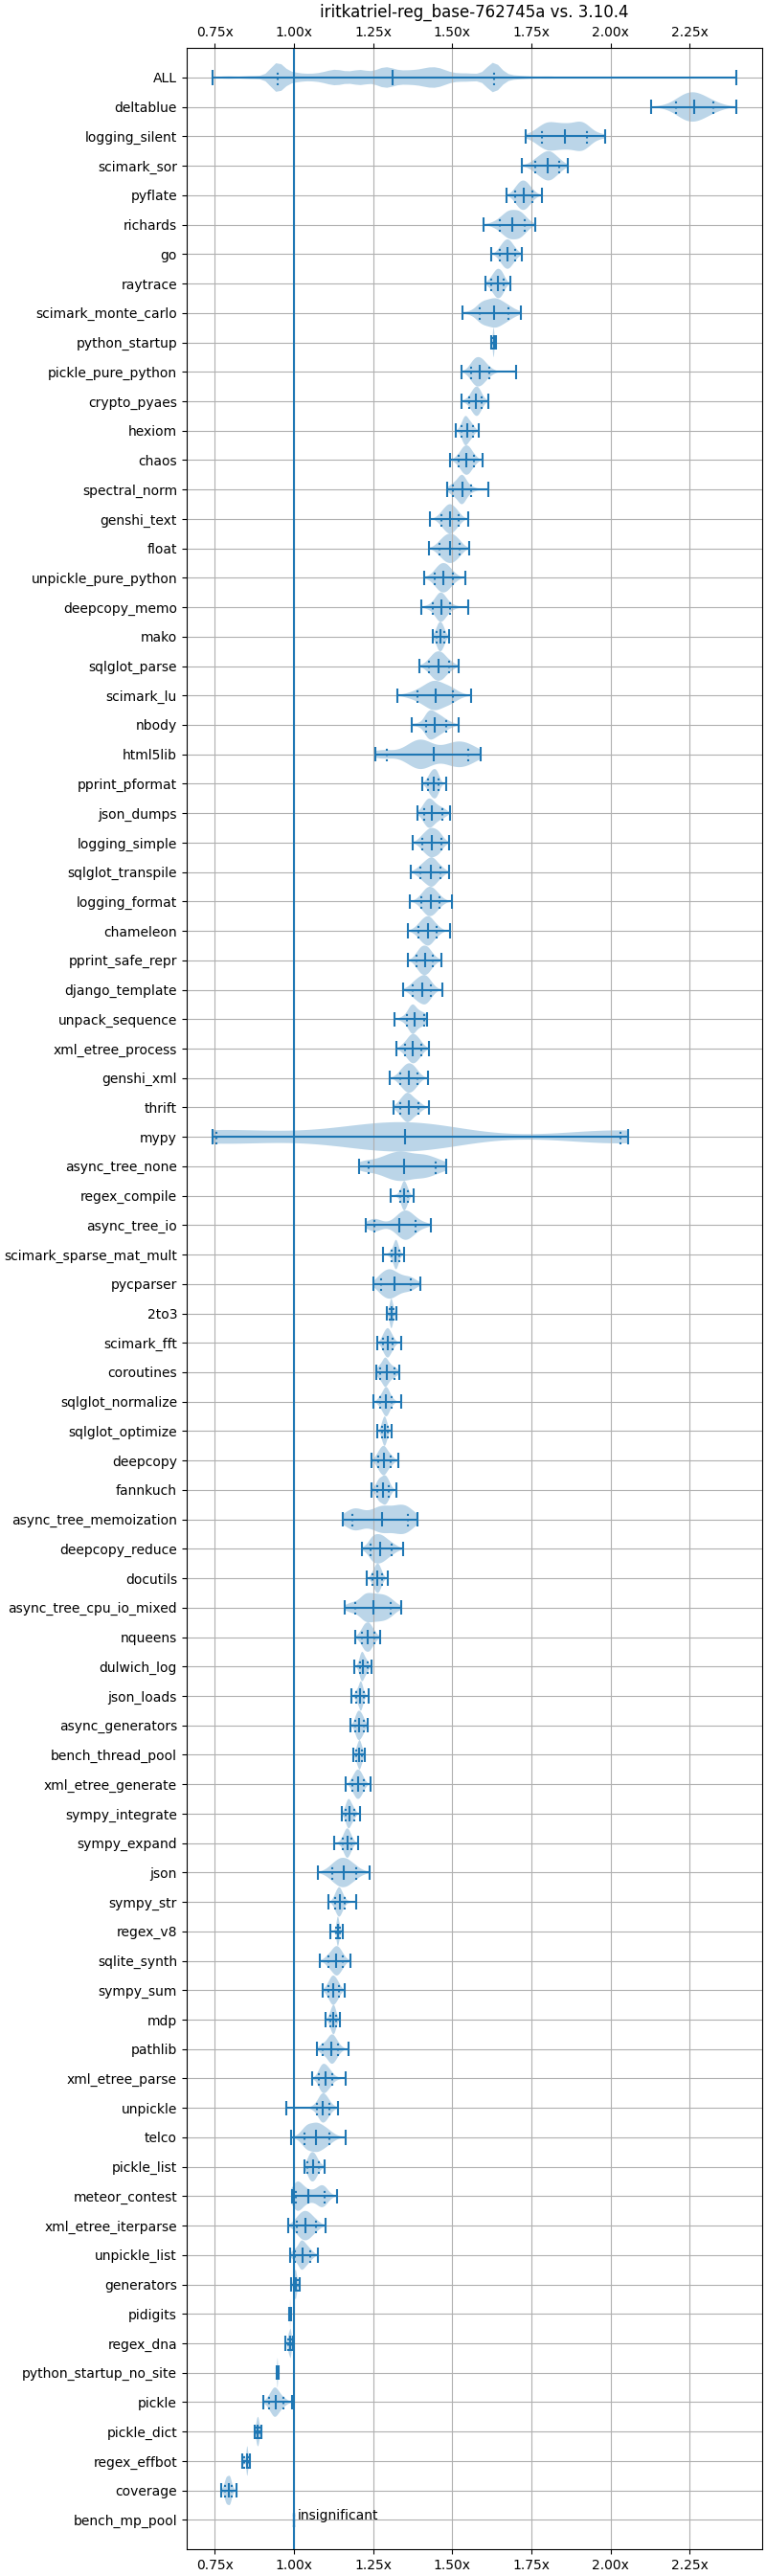 iritkatriel-reg_base-762745a vs. 3.10.4
0.75x 1.00x 1.25x 1.50x 1.75x 2.00x 2.25x
ALL
deltablue
logging_silent
scimark_sor
pyflate
richards
go
raytrace
scimark_monte_carlo
python_startup
pickle_pure_python
crypto_pyaes
hexiom
chaos
spectral_norm
genshi_text
float
unpickle_pure_python
deepcopy_memo
mako
sqlglot_parse
scimark_lu
nbody
html5lib
pprint_pformat
json_dumps
logging_simple
sqlglot_transpile
logging_format
chameleon
pprint_safe_repr
django_template
unpack_sequence
xml_etree_process
genshi_xml
thrift
mypy
async_tree_none
regex_compile
async_tree_io
scimark_sparse_mat_mult
pycparser
2to3
scimark_fft
coroutines
sqlglot_normalize
sqlglot_optimize
deepcopy
fannkuch
async_tree_memoization
deepcopy_reduce
docutils
async_tree_cpu_io_mixed
nqueens
dulwich_log
json_loads
async_generators
bench_thread_pool
xml_etree_generate
sympy_integrate
sympy_expand
json
sympy_str
regex_v8
sqlite_synth
sympy_sum
mdp
pathlib
xml_etree_parse
unpickle
telco
pickle_list
meteor_contest
xml_etree_iterparse
unpickle_list
generators
pidigits
regex_dna
python_startup_no_site
pickle
pickle_dict
regex_effbot
coverage
bench_mp_pool insignificant
0.75x 1.00x 1.25x 1.50x 1.75x 2.00x 2.25x